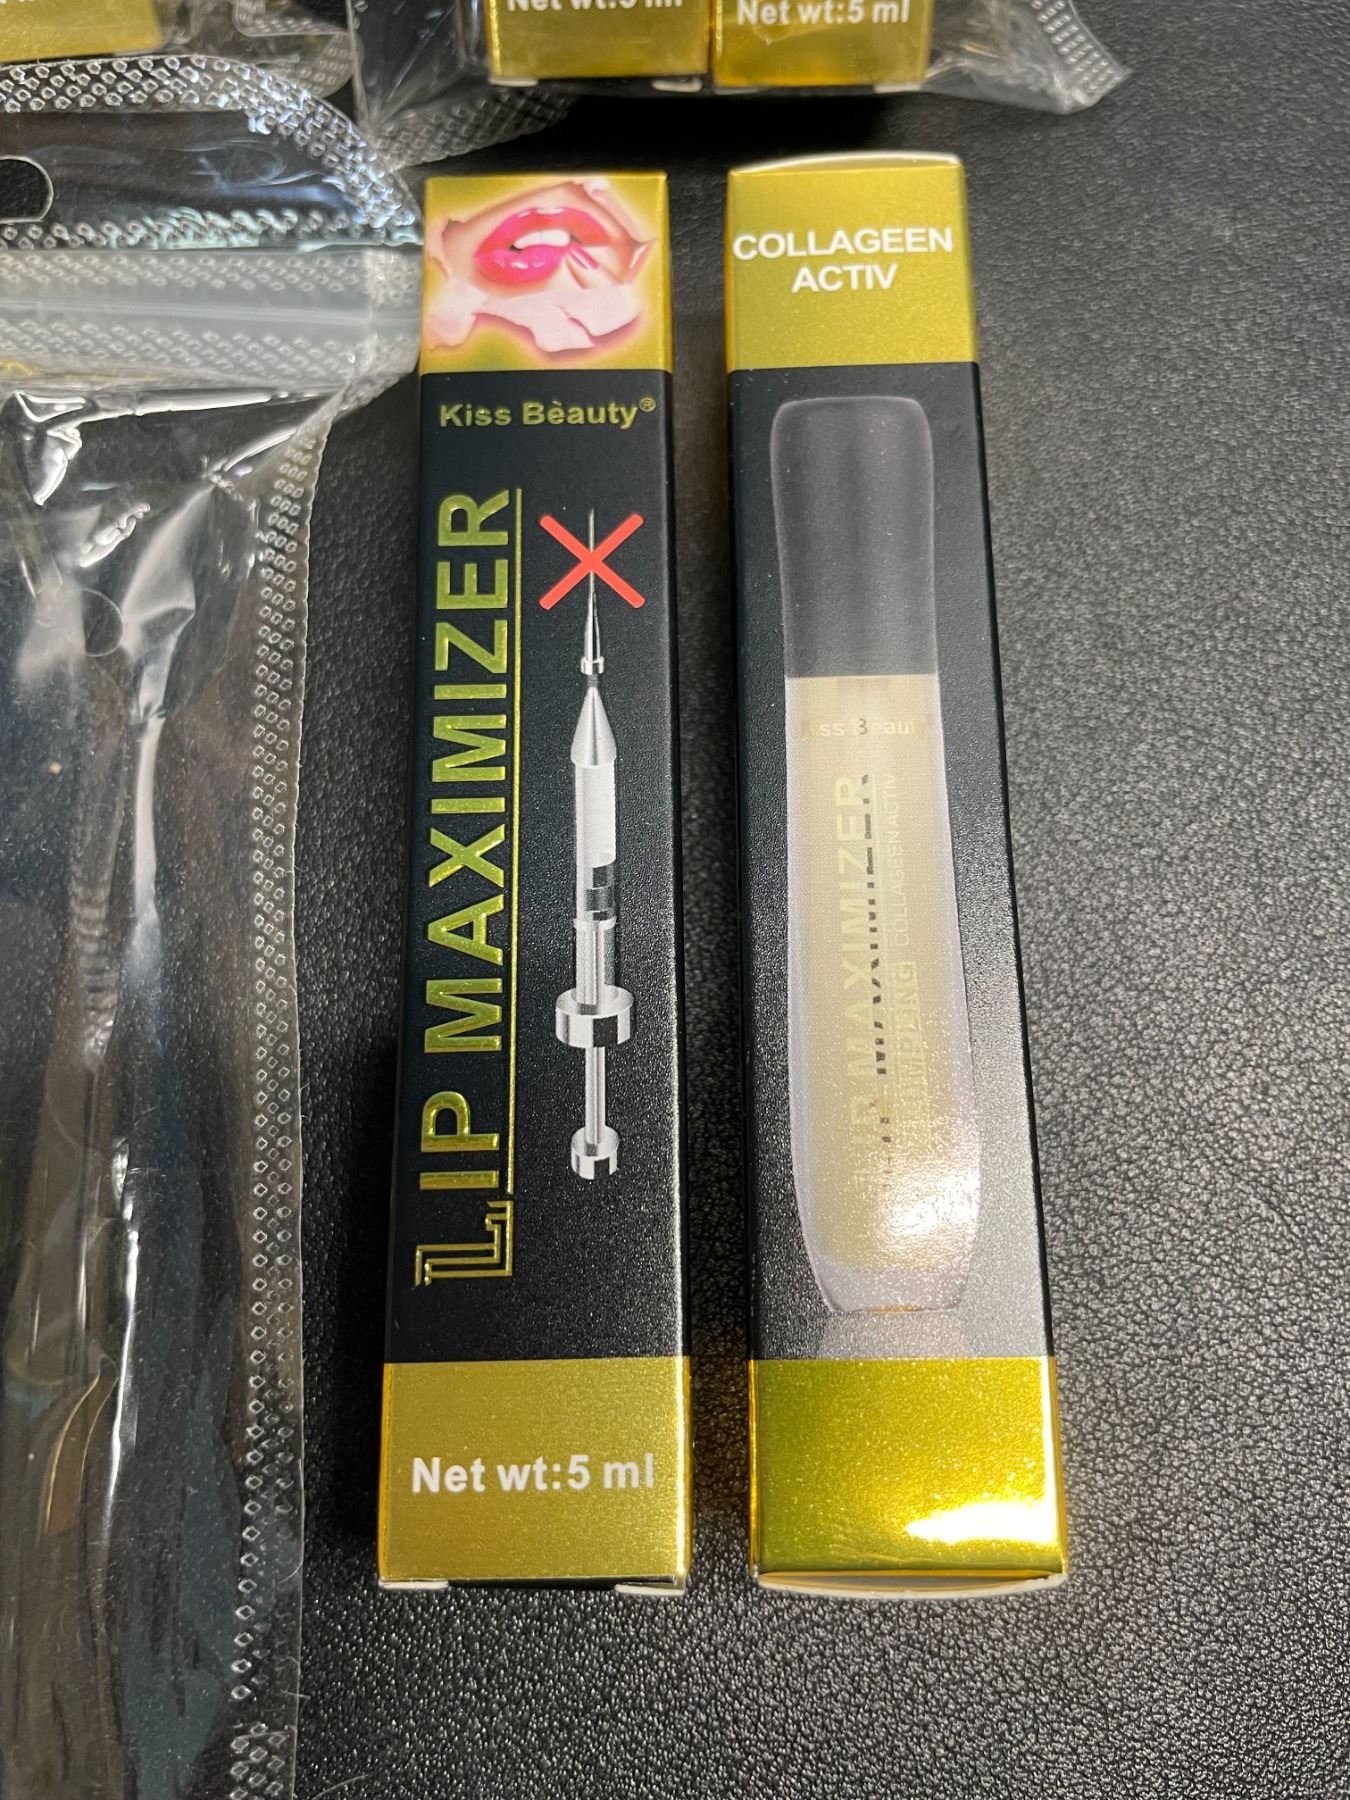 Net wt:5 ml
Net wt:5 ml
Kiss Bèauty®
LIP MAXIMIZER
Net wt:5 ml
COLLAGEEN
ACTIV
LIP MAXIMIZER
COLLAGEEN ACTIV